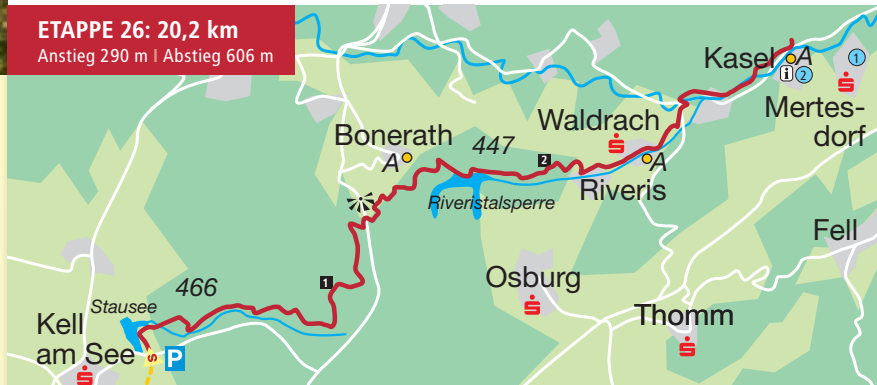 ETAPPE 26: 20,2 km
Anstieg 290 m | Abstieg 606 m
Kasel
A
i
2
1
Mertes-
dorf
Waldrach
Bonerath
A
447
2
A
Riveris
Riveristalsperre
Fell
Osburg
466
1
Stausee
Thomm
Kell
am See
S
P